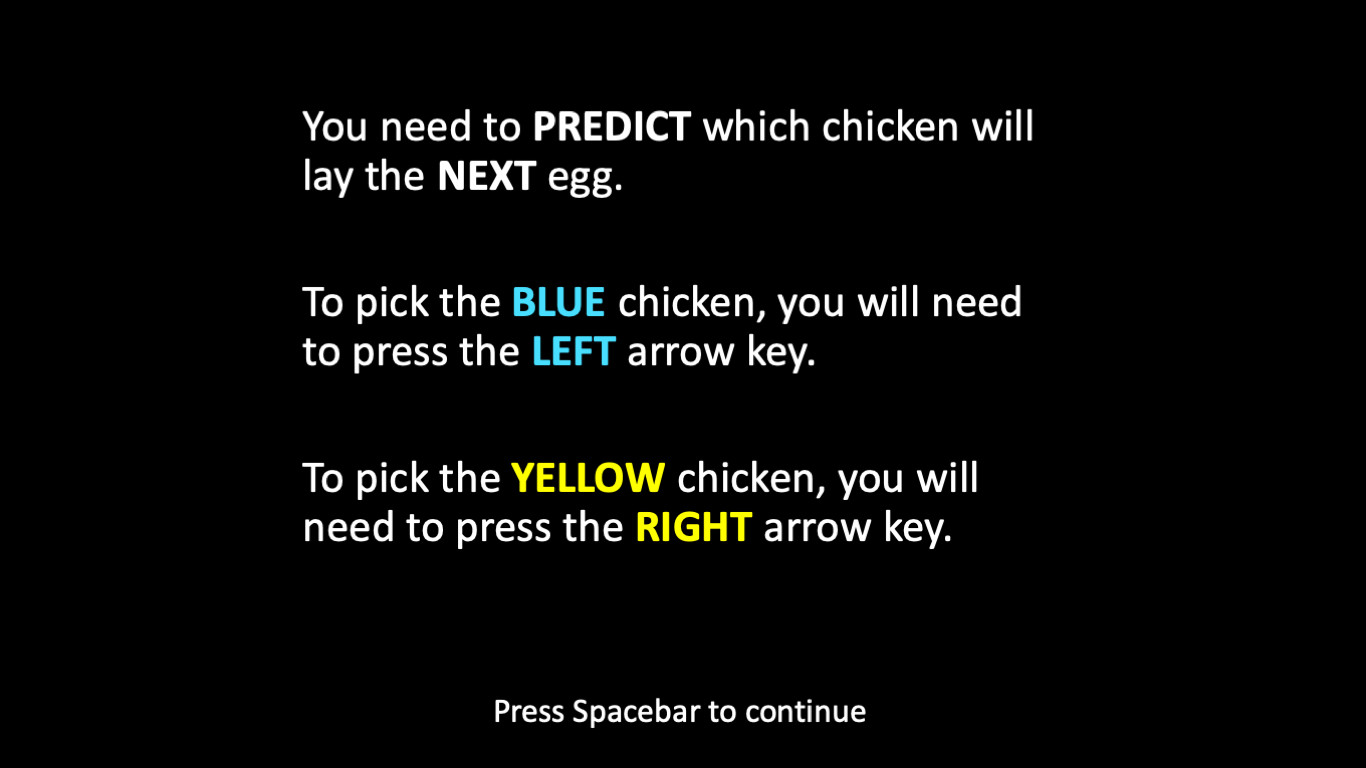 You need to PREDICT which chicken will
lay the NEXT egg.
To pick the BLUE chicken, you will need
to press the LEFT arrow key.
To pick the YELLOW chicken, you will
need to press the RIGHT arrow key.
Press Spacebar to continue